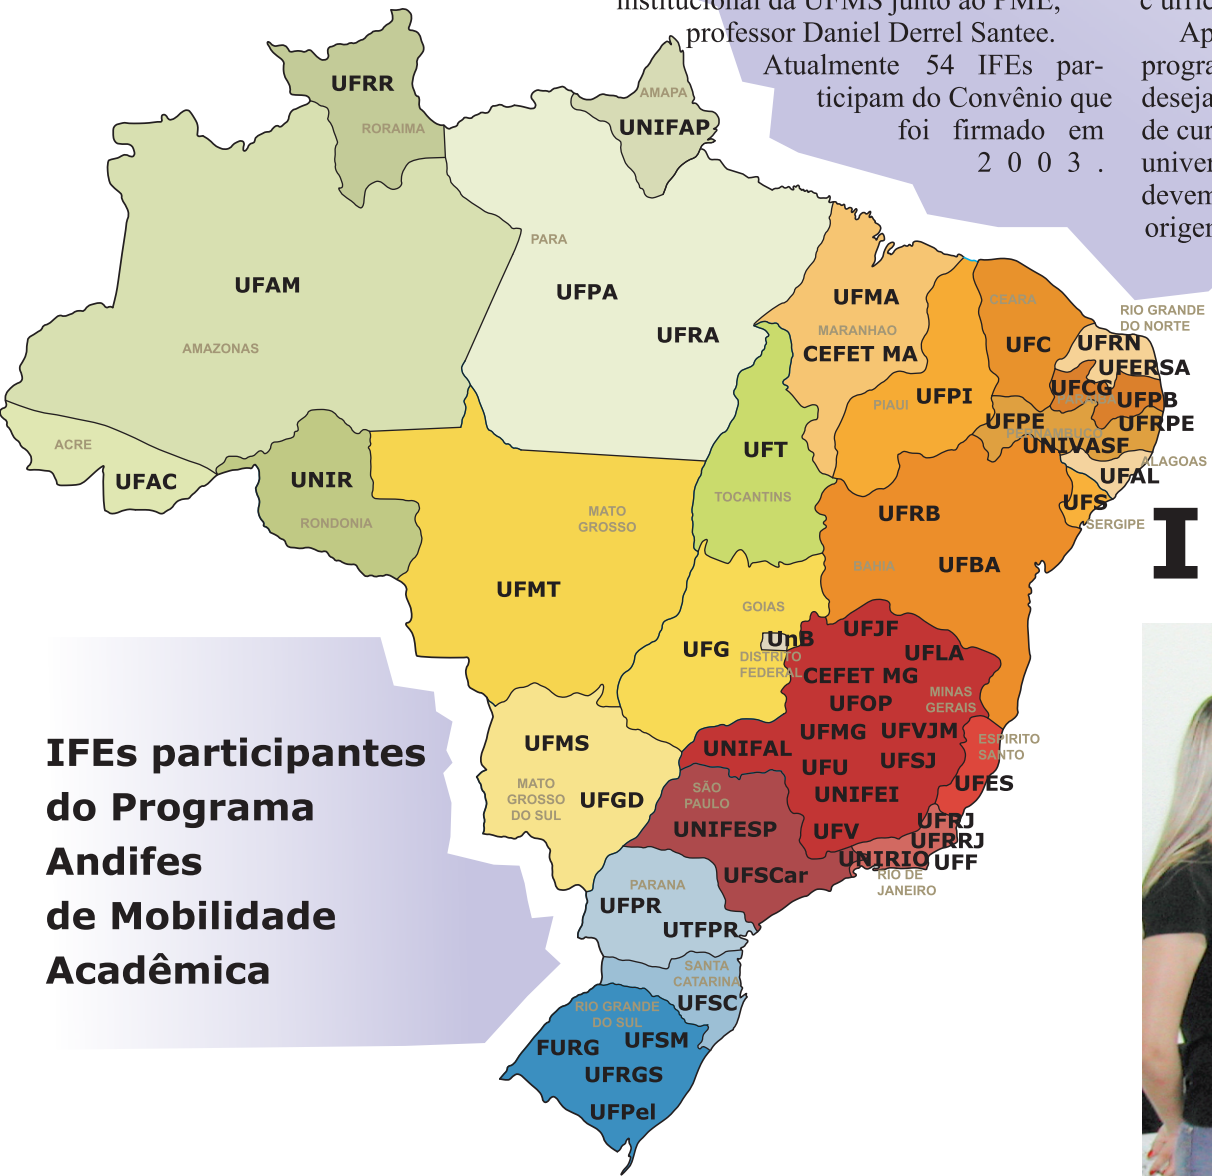 institucional da UFMS junto ao PME,
professor Daniel Derrel Santee.
Atualmente 54 IFEs par-
ticipam do Convênio que
foi firmado em
2 0 0 3 .
Ap
progra
deseja
de cur
univer
devem
origer
UFRR
RORAIMA
AMAPA
UNIFAP
PARA
UFPA
UFRA
UFAM
AMAZONAS
ACRE
UFAC
UNIR
RONDONIA
UFMA
MARANHAO
CEFET MA
CEARA
UFC
RIO GRANDE
DO NORTE
UFRN
UFERSA
UFCG
UFPB
PIAUI
UFPI
UFPE
UFRPE
PERNAMBUCO
UNIVASF
ALAGOAS
UFAL
UFS
SERGIPE
UFT
TOCANTINS
MATO
GROSSO
UFMT
UFRB
BAHIA
UFBA
I
GOIAS
UFG
UnB
DISTRITO
FEDERAL
UFJF
UFLA
CEFET MG
UFOP
MINAS
GERAIS
UFMG
UFVJM
UNIFAL
UFU
UFSJ
UNIFEI
UFV
ESPIRITO
SANTO
UFES
UFRJ
UFRRJ
UNIRIO
UFF
RIO DE
JANEIRO
UFMS
MATO
GROSSO
DO SUL
UFGD
SÃO
PAULO
UNIFESP
UFSCar
PARANA
UFPR
UTFPR
SANTA
CATARINA
UFSC
RIO GRANDE
DO SUL
UFSM
FURG
UFRGS
UFPel
IFEs participantes
do Programa
Andifes
de Mobilidade
Acadêmica